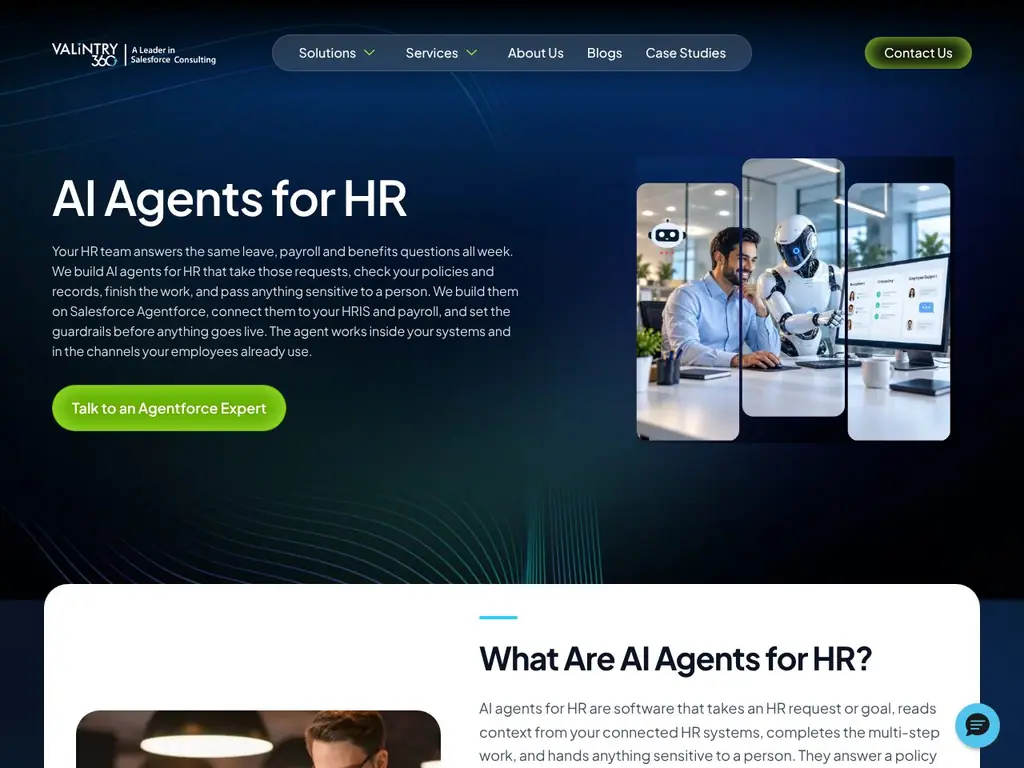 VALiNTRY
360
A Leader in
Salesforce Consulting
Solutions
Services
About Us
Blogs
Case Studies
Contact Us
AI Agents for HR
Your HR team answers the same leave, payroll and benefits questions all week.
We build AI agents for HR that take those requests, check your policies and
records, finish the work, and pass anything sensitive to a person. We build them
on Salesforce Agentforce, connect them to your HRIS and payroll, and set the
guardrails before anything goes live. The agent works inside your systems and
in the channels your employees already use.
Talk to an Agentforce Expert
What Are AI Agents for HR?
AI agents for HR are software that takes an HR request or goal, reads
context from your connected HR systems, completes the multi-step
work, and hands anything sensitive to a person. They answer a policy